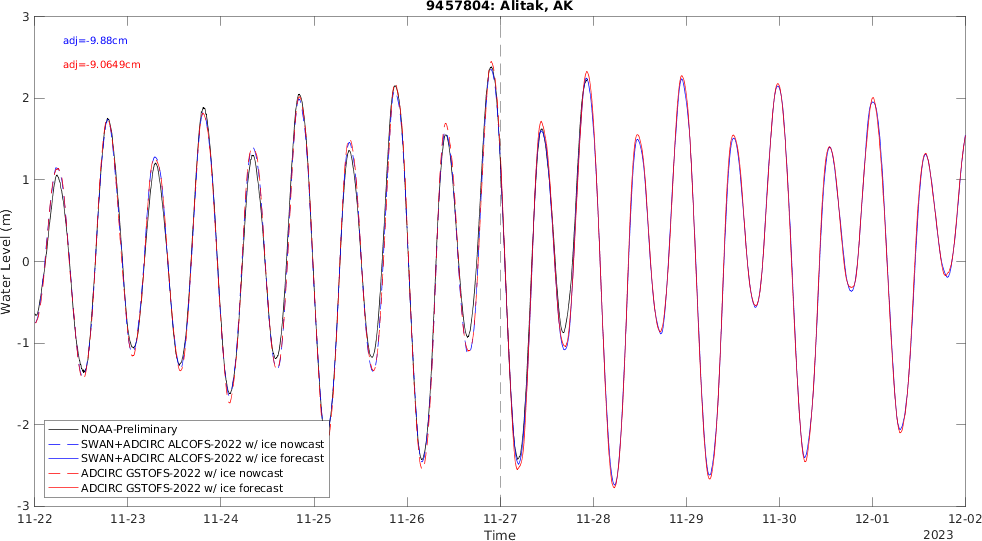 9457804: Alitak, AK
adj=-9.88cm
adj=-9.0649cm
3
2
1
0
-1
-2
-3
Water Level (m)
NOAA-Preliminary
SWAN+ADCIRC ALCOFS-2022 w/ ice nowcast
SWAN+ADCIRC ALCOFS-2022 w/ ice forecast
ADCIRC GSTOFS-2022 w/ ice nowcast
ADCIRC GSTOFS-2022 w/ ice forecast
11-22 11-23 11-24 11-25 11-26 11-27 11-28 11-29 11-30 12-01 12-02
Time
2023